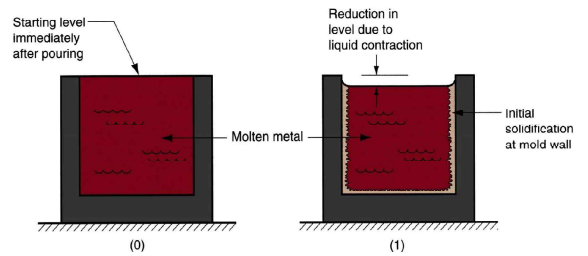 Starting level
immediately
after pouring
Reduction in
level due to
liquid contraction
Molten metal
Initial
solidification
at mold wall
(0)
(1)